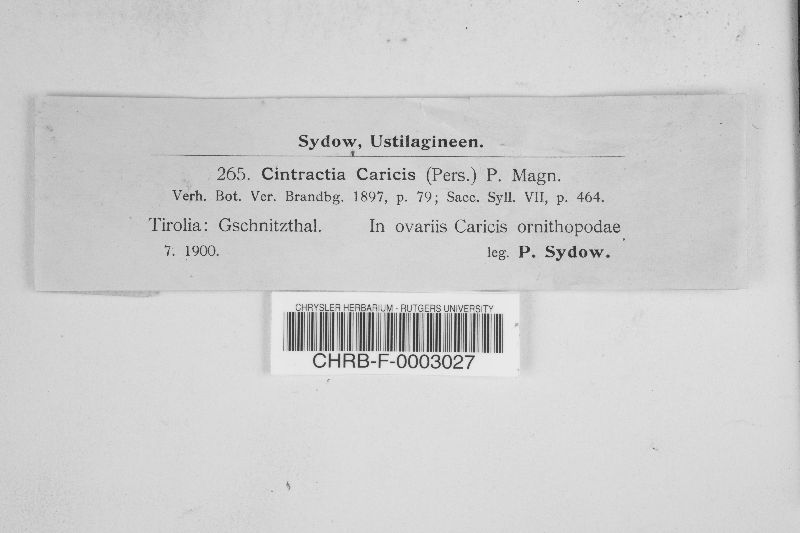 Sydow, Ustilagineen.
265. Cintractia Caricis (Pers.) P. Magn.
Verh. Bot. Ver. Brandbg. 1897, p. 79; Sacc. Syll. VII, p. 464.
Tirolia: Gschnitzthal. In ovariis Caricis ornithopodae
7. 1900. leg. P. Sydow.
CHRYSLER HERBARIUM - RUTGERS UNIVERSITY
CHRB-F-0003027